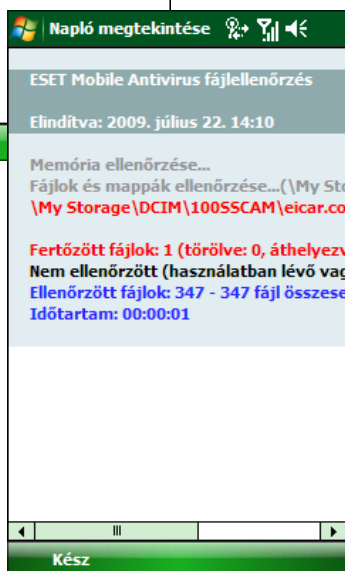 Napló megtekintése
ESET Mobile Antivirus fájlellenőrzés
Elindítva: 2009. július 22. 14:10
Memória ellenőrzése...
Fájlok és mappák ellenőrzése...(\My Sto
\My Storage\DCIM\100SSCAM\eicar.co
Fertőzött fájlok: 1 (törölve: 0, áthelyezv
Nem ellenőrzött (használatban lévő vag
Ellenőrzött fájlok: 347 - 347 fájl összese
Időtartam: 00:00:01
Kész